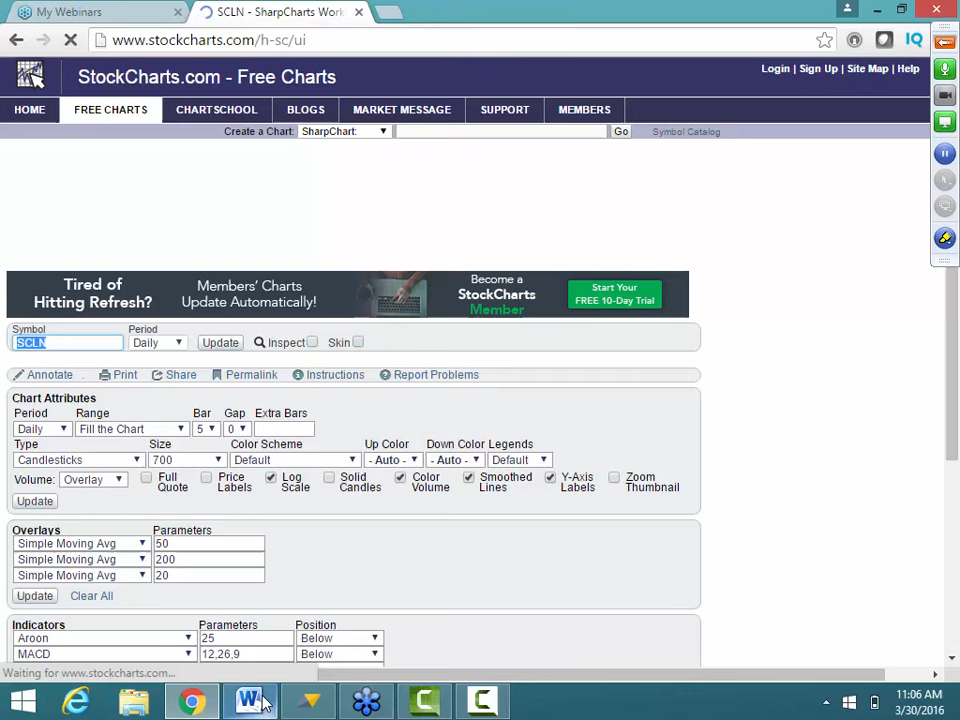 My Webinars
SCLN - SharpCharts Work
www.stockcharts.com/h-sc/ui
IQ
StockCharts.com - Free Charts
Login | Sign Up | Site Map | Help
HOME FREE CHARTS CHARTSCHOOL BLOGS MARKET MESSAGE SUPPORT MEMBERS
Create a Chart: SharpChart: Go Symbol Catalog
Tired of
Hitting Refresh?
Members' Charts
Update Automatically!
Become a
StockCharts
Member
Start Your
FREE 10-Day Trial
Symbol Period
SCLN Daily Update Inspect Skin
Annotate . Print Share Permalink Instructions Report Problems
Chart Attributes
Period Range Bar Gap Extra Bars
Daily Fill the Chart 5 0
Type Size Color Scheme Up Color Down Color Legends
Candlesticks 700 Default - Auto - - Auto - Default
Volume: Overlay Full Quote Price Labels Log Scale Solid Candles Color Volume Smoothed Lines Y-Axis Labels Zoom Thumbnail
Update
Overlays Parameters
Simple Moving Avg 50
Simple Moving Avg 200
Simple Moving Avg 20
Update Clear All
Indicators Parameters Position
Aroon 25 Below
MACD 12,26,9 Below
Waiting for www.stockcharts.com...
11:06 AM
3/30/2016